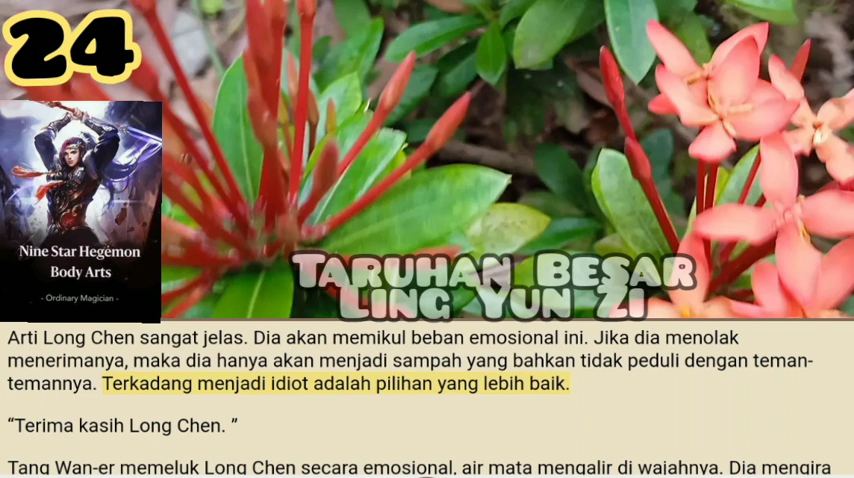 24
Nine Star Hegemon
Body Arts
- Ordinary Magician -
Taruhan Besar
Ling Yun Zi
Arti Long Chen sangat jelas. Dia akan memikul beban emosional ini. Jika dia menolak
menerimanya, maka dia hanya akan menjadi sampah yang bahkan tidak peduli dengan teman-
temannya. Terkadang menjadi idiot adalah pilihan yang lebih baik.
“Terima kasih Long Chen. ”
Tang Wan-er memeluk Long Chen secara emosional, air mata mengalir di wajahnya. Dia mengira